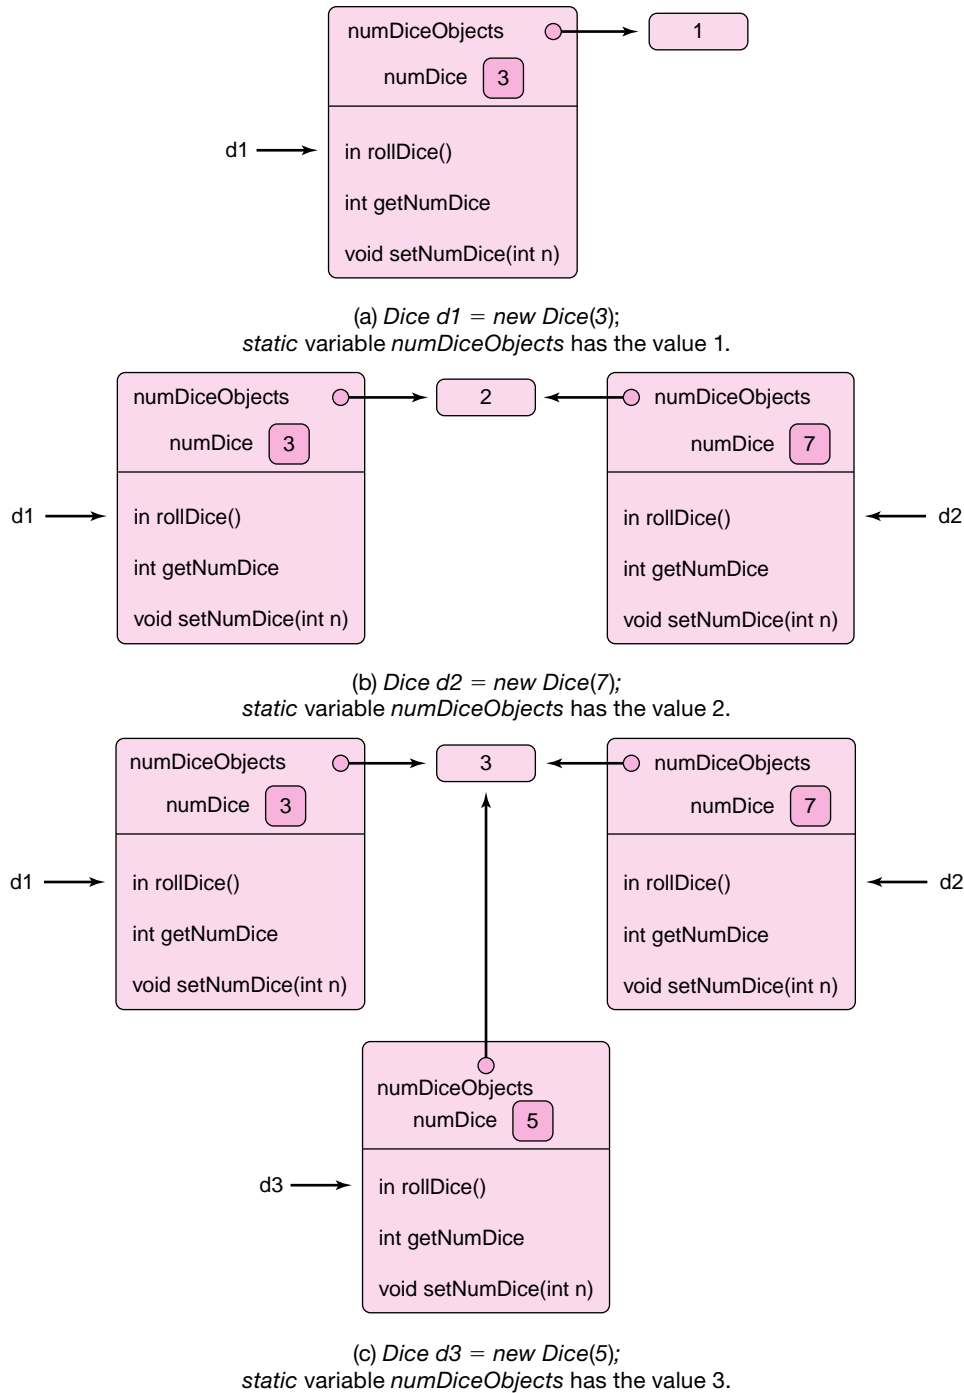 numDiceObjects 1
numDice 3
d1 in rollDice()
int getNumDice
void setNumDice(int n)
(a) Dice d1 = new Dice(3);
static variable numDiceObjects has the value 1.
numDiceObjects 2 numDiceObjects
numDice 3 numDice 7
d1 in rollDice() in rollDice() d2
int getNumDice int getNumDice
void setNumDice(int n) void setNumDice(int n)
(b) Dice d2 = new Dice(7);
static variable numDiceObjects has the value 2.
numDiceObjects 3 numDiceObjects
numDice 3 numDice 7
d1 in rollDice() in rollDice() d2
int getNumDice int getNumDice
void setNumDice(int n) void setNumDice(int n)
numDiceObjects
numDice 5
d3 in rollDice()
int getNumDice
void setNumDice(int n)
(c) Dice d3 = new Dice(5);
static variable numDiceObjects has the value 3.